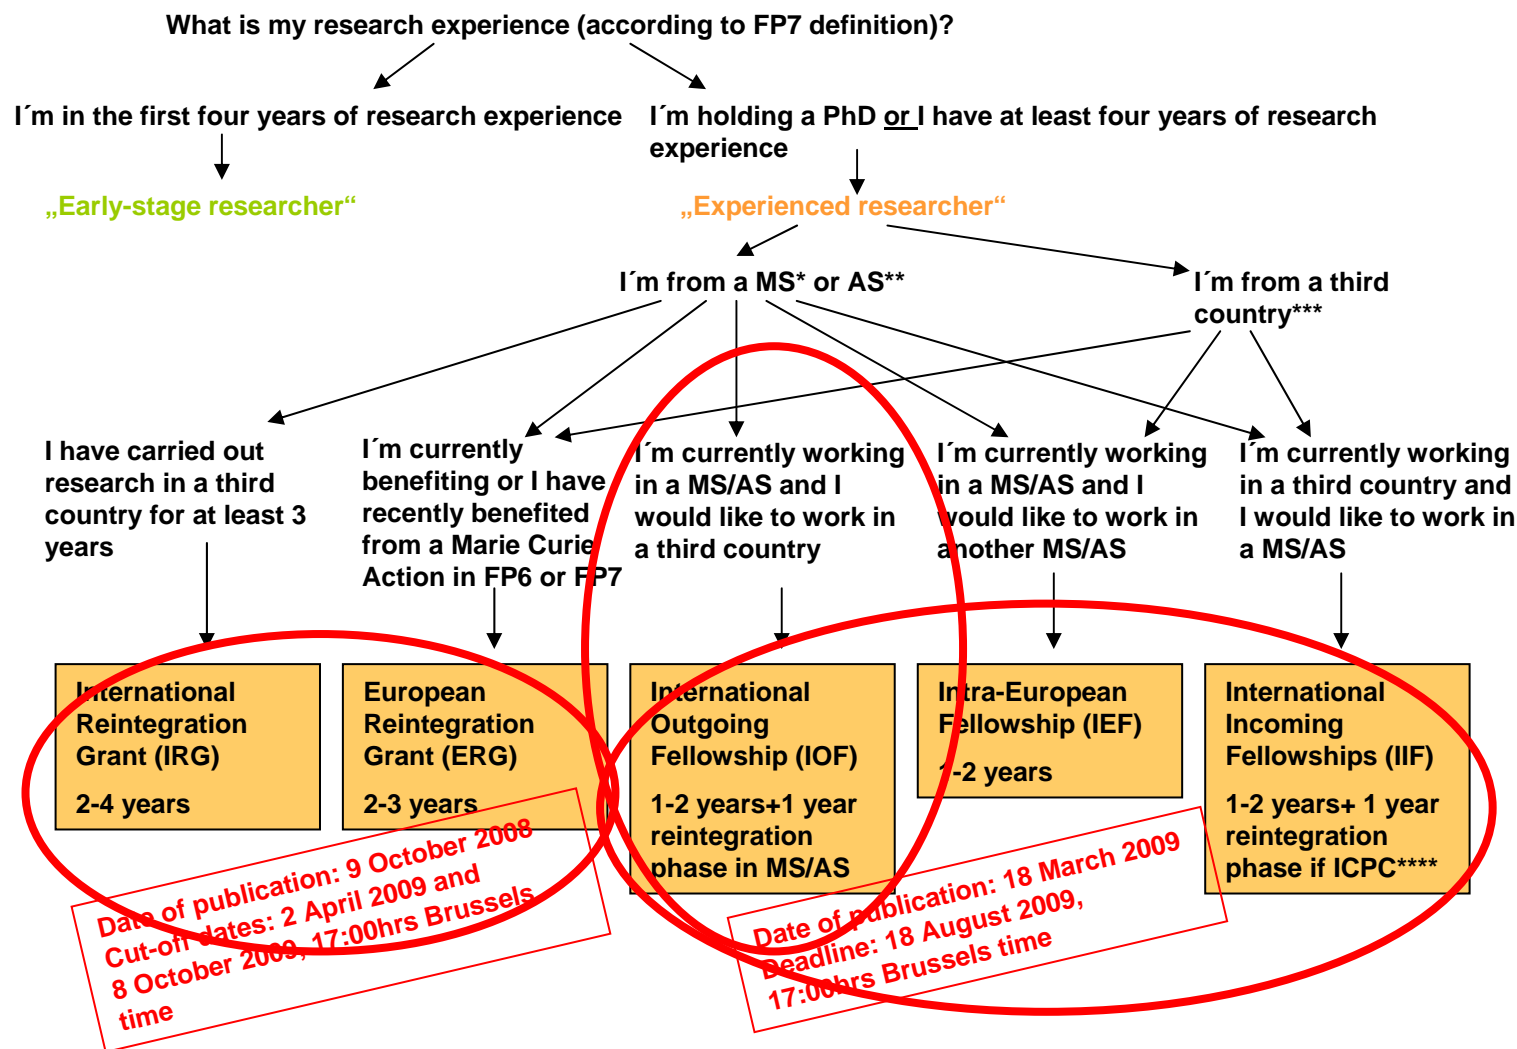 What is my research experience (according to FP7 definition)?
I´m in the first four years of research experience
I´m holding a PhD or I have at least four years of research
experience
„Early-stage researcher“
„Experienced researcher“
I´m from a MS* or AS**
I´m from a third
country***
I have carried out
research in a third
country for at least 3
years
I´m currently
benefiting or I have
recently benefited
from a Marie Curie
Action in FP6 or FP7
I´m currently working
in a MS/AS and I
would like to work in
a third country
I´m currently working
in a MS/AS and I
would like to work in
another MS/AS
I´m currently working
in a third country and
I would like to work in
a MS/AS
International
Reintegration
Grant (IRG)
2-4 years
European
Reintegration
Grant (ERG)
2-3 years
International
Outgoing
Fellowship (IOF)
1-2 years+1 year
reintegration
phase in MS/AS
Intra-European
Fellowship (IEF)
1-2 years
International
Incoming
Fellowships (IIF)
1-2 years+ 1 year
reintegration
phase if ICPC****
Date of publication: 9 October 2008
Cut-off dates: 2 April 2009 and
8 October 2009, 17:00hrs Brussels
time
Date of publication: 18 March 2009
Deadline: 18 August 2009,
17:00hrs Brussels time